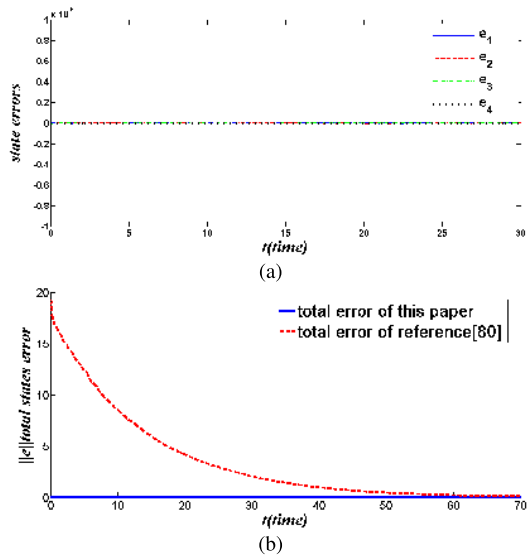 ×10⁴
1
0.8
0.6
0.4
0.2
0
-0.2
-0.4
-0.6
-0.8
-1
state errors
e₁
e₂
e₃
e₄
0 5 10 15 20 25 30
t(time)
(a)
20
15
10
5
0
||e||total states error
total error of this paper
total error of reference[80]
0 10 20 30 40 50 60 70
t(time)
(b)